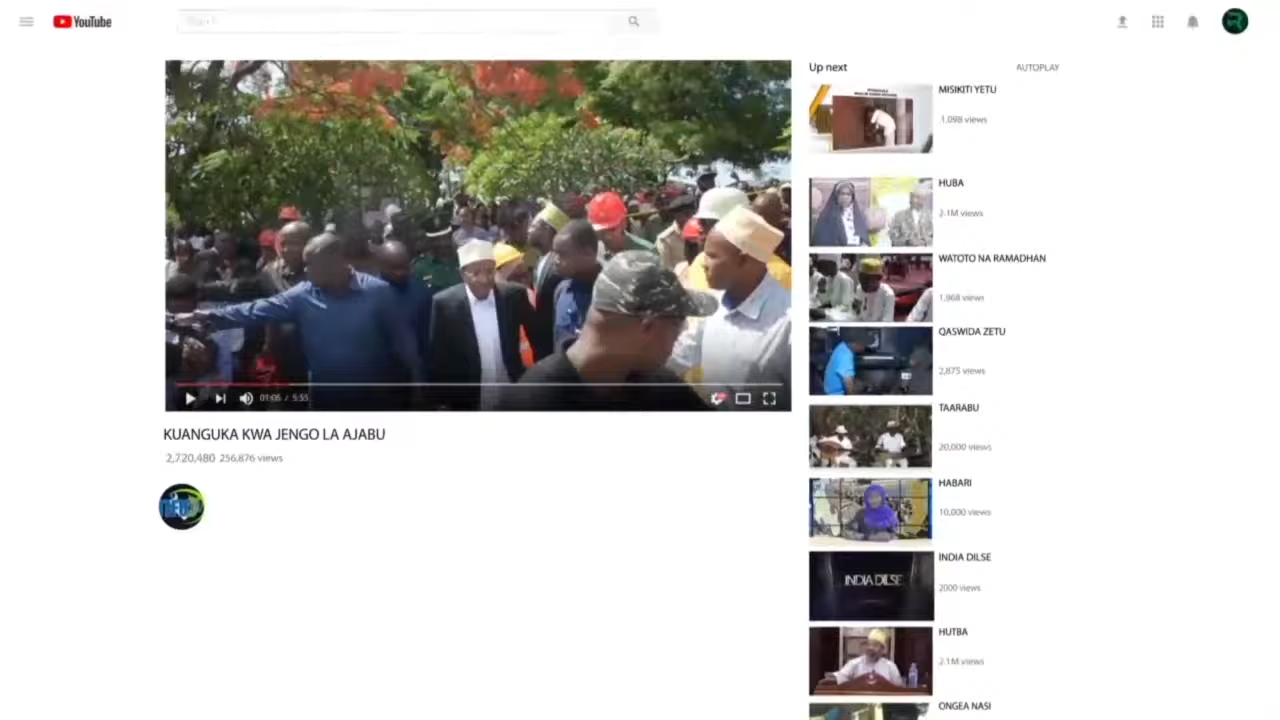 YouTube
KUANGUKA KWA JENGO LA AJABU
2,720,480 256,876 views
01:06 / 5:55
Up next
AUTOPLAY
MISIKITI YETU
1,098 views
HUBA
2.1M views
WATOTO NA RAMADHAN
1,968 views
QASWIDA ZETU
2,875 views
TAARABU
20,000 views
HABARI
10,000 views
INDIA DILSE
INDIA DILSE
2000 views
HUTBA
2.1M views
ONGEA NASI